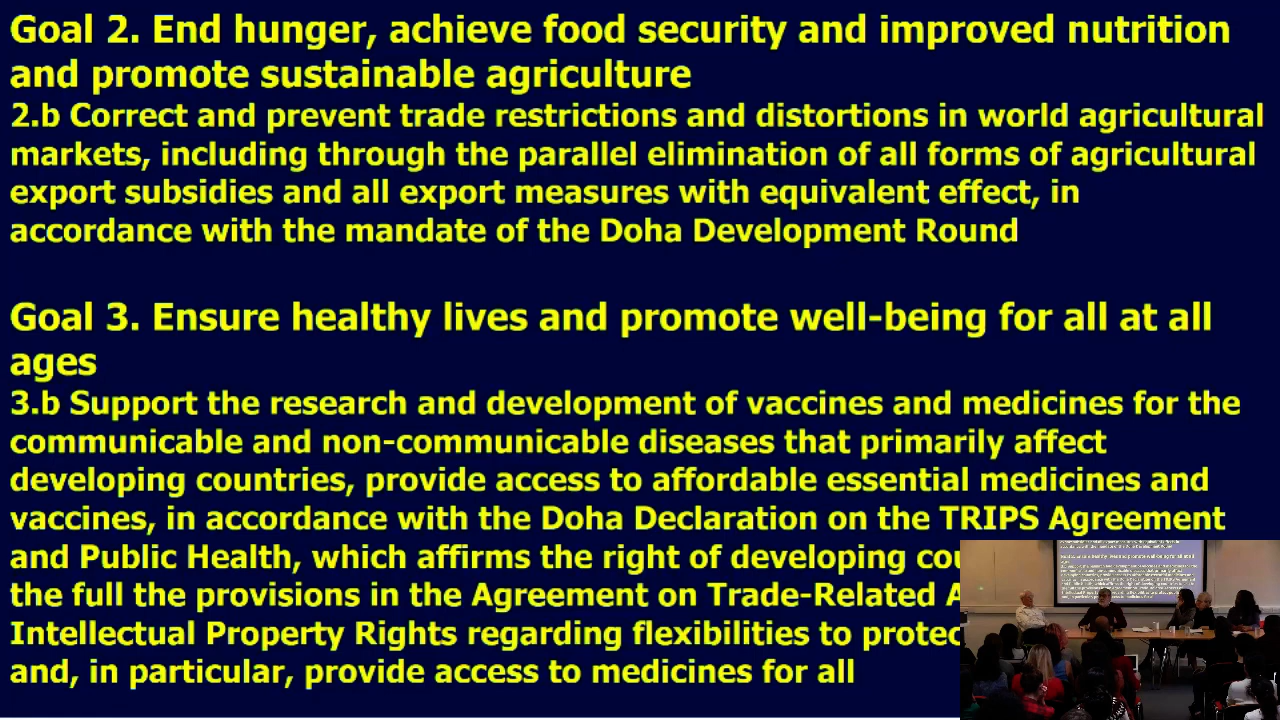 Goal 2. End hunger, achieve food security and improved nutrition
and promote sustainable agriculture
2.b Correct and prevent trade restrictions and distortions in world agricultural
markets, including through the parallel elimination of all forms of agricultural
export subsidies and all export measures with equivalent effect, in
accordance with the mandate of the Doha Development Round
Goal 3. Ensure healthy lives and promote well-being for all at all
ages
3.b Support the research and development of vaccines and medicines for the
communicable and non-communicable diseases that primarily affect
developing countries, provide access to affordable essential medicines and
vaccines, in accordance with the Doha Declaration on the TRIPS Agreement
and Public Health, which affirms the right of developing cou
the full the provisions in the Agreement on Trade-Related A
Intellectual Property Rights regarding flexibilities to protec
and, in particular, provide access to medicines for all